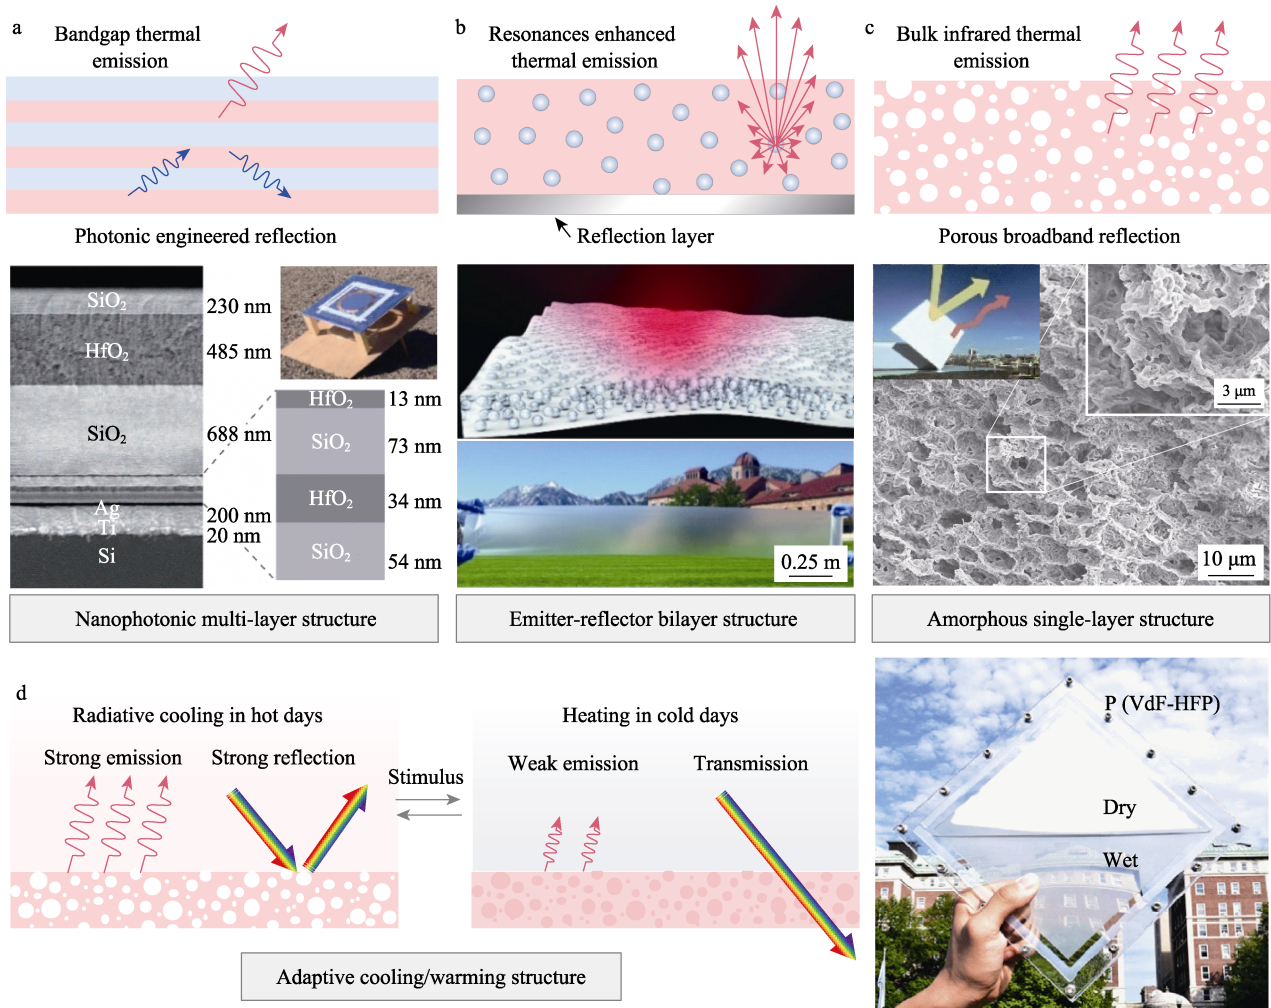 a
Bandgap thermal
emission
Photonic engineered reflection
SiO₂
230 nm
HfO₂
485 nm
SiO₂
688 nm
Ag
200 nm
Ti
20 nm
Si
HfO₂
13 nm
SiO₂
73 nm
HfO₂
34 nm
SiO₂
54 nm
Nanophotonic multi-layer structure
b
Resonances enhanced
thermal emission
Reflection layer
0.25 m
Emitter-reflector bilayer structure
c
Bulk infrared thermal
emission
Porous broadband reflection
3 μm
10 μm
Amorphous single-layer structure
d
Radiative cooling in hot days
Strong emission
Strong reflection
Stimulus
Heating in cold days
Weak emission
Transmission
Adaptive cooling/warming structure
P (VdF-HFP)
Dry
Wet